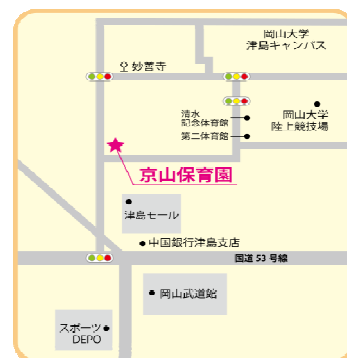 岡山大学
津島キャンパス
妙善寺
清水
記念体育館
第二体育館
岡山大学
陸上競技場
京山保育園
津島モール
中国銀行津島支店
国道 53 号線
岡山武道館
スポーツ
DEPO